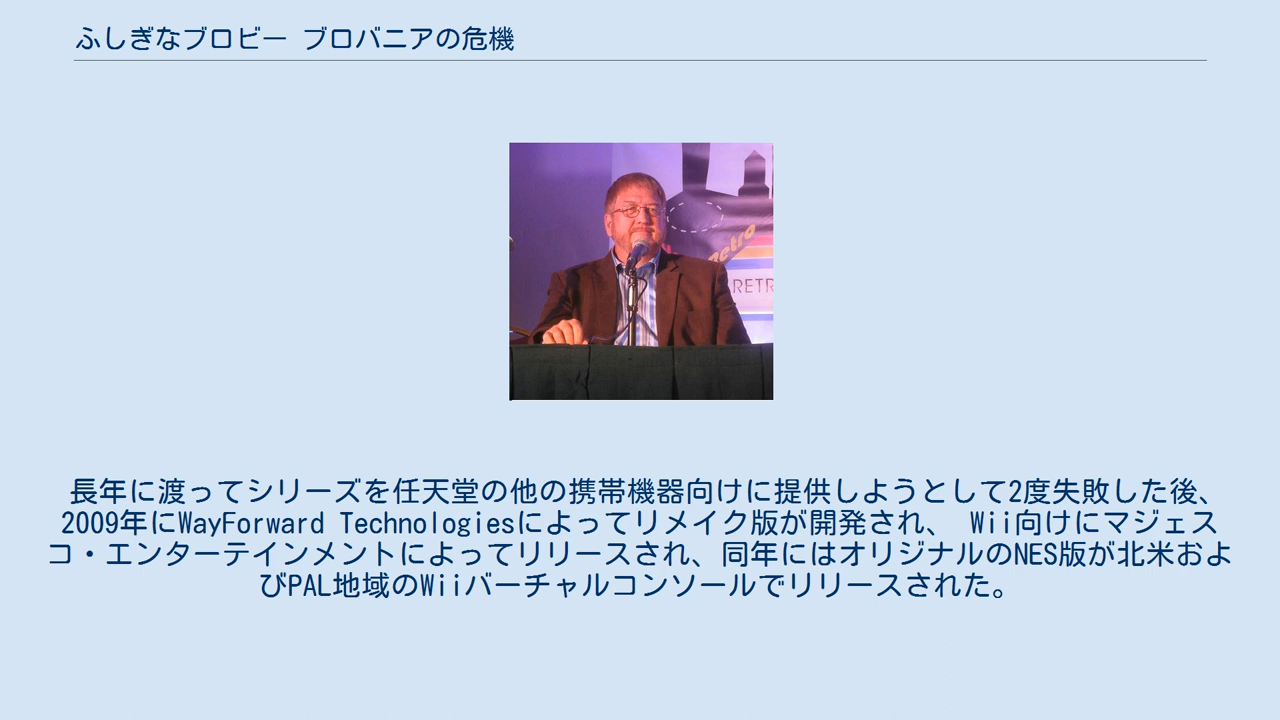 ふしぎなブロビー ブロバニアの危機
retro
RETR
長年に渡ってシリーズを任天堂の他の携帯機器向けに提供しようとして2度失敗した後、
2009年にWayForward Technologiesによってリメイク版が開発され、 Wii向けにマジェス
コ・エンターテインメントによってリリースされ、同年にはオリジナルのNES版が北米およ
びPAL地域のWiiバーチャルコンソールでリリースされた。